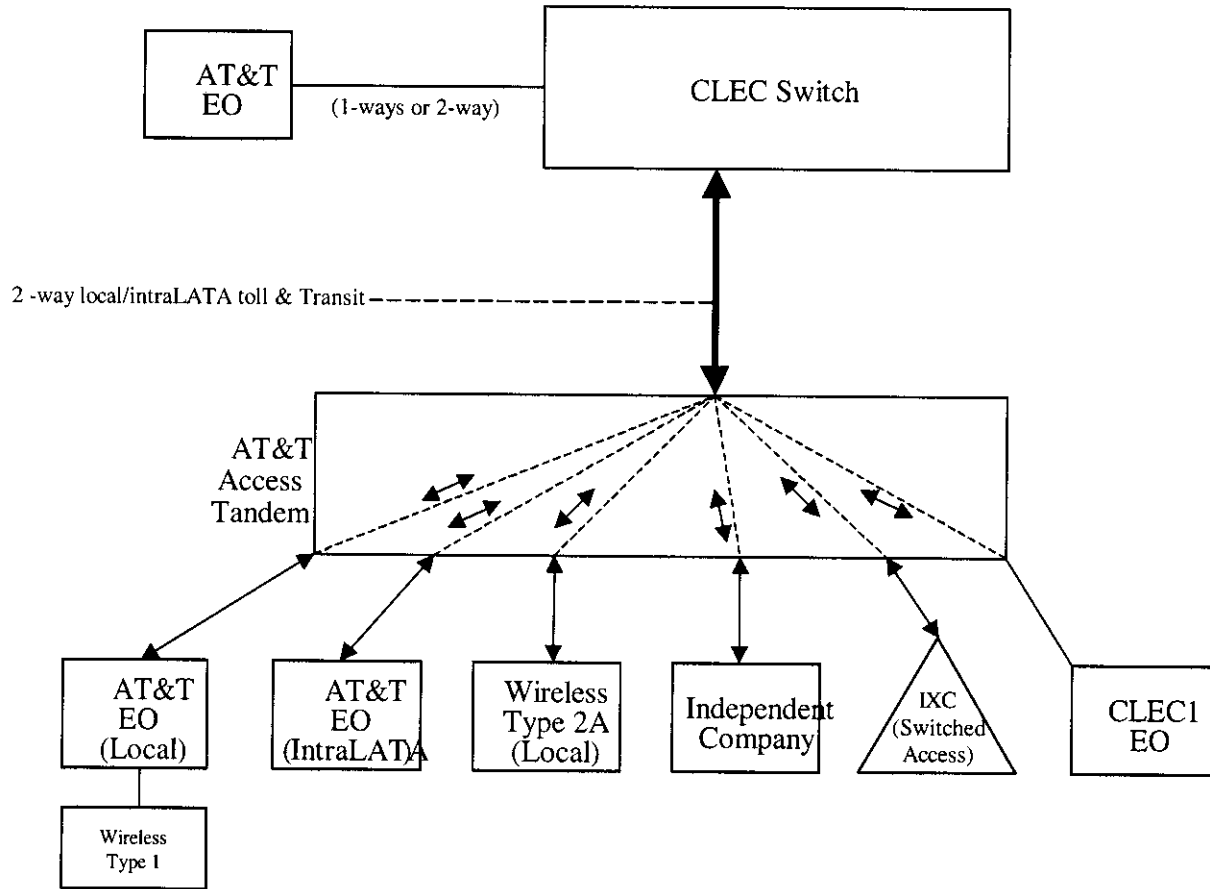 AT&T
EO
(1-ways or 2-way)
CLEC Switch
2 -way local/intraLATA toll & Transit
AT&T
Access
Tandem
AT&T
EO
(Local)
AT&T
EO
(IntraLAT)A
Wireless
Type 2A
(Local)
Independent
Company
IXC
(Switched
Access)
CLEC1
EO
Wireless
Type 1